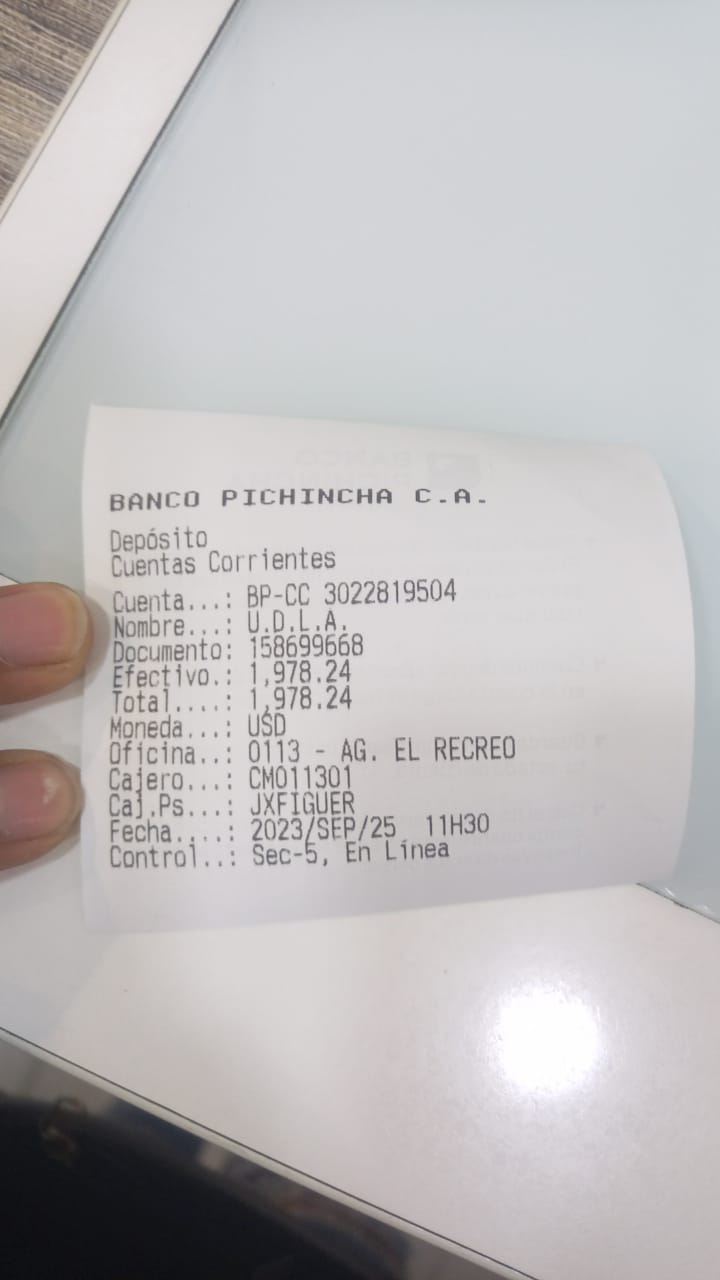 BANCO PICHINCHA C.A.
Depósito
Cuentas Corrientes
Cuenta...: BP-CC 3022819504
Nombre...: U.D.L.A.
Documento: 158699668
Efectivo.: 1,978.24
Total....: 1,978.24
Moneda...: USD
Oficina..: 0113 - AG. EL RECREO
Cajero...: CM011301
Caj.Ps...: JXFIGUER
Fecha....: 2023/SEP/25 11H30
Control..: Sec-5, En Línea